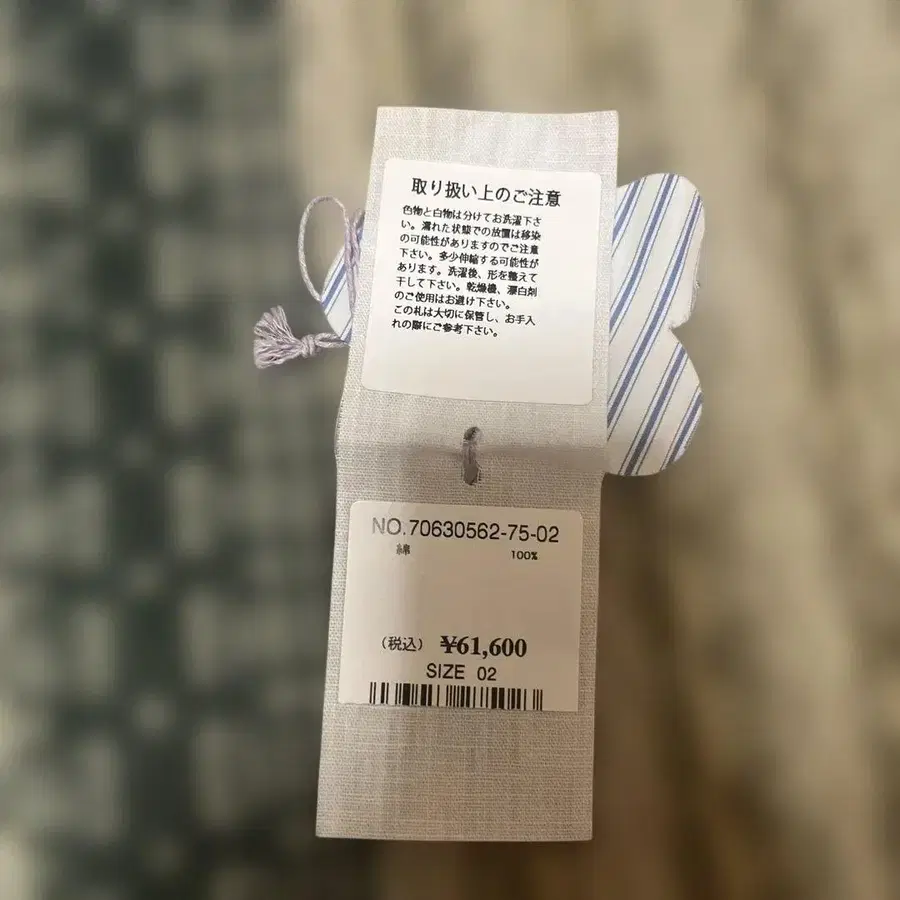 取り扱い上のご注意
色物と白物は分けてお洗濯下さ
い。濡れた状態での放置は移染
の可能性がありますのでご注意
下さい。多少伸縮する可能性が
あります。洗濯後、形を整えて
干して下さい。乾燥機、漂白剤
のご使用はお避け下さい。
この札は大切に保管し、お手入
れの際にご参考下さい。
NO.70630562-75-02
綿 100%
(税込) ¥61,600
SIZE 02